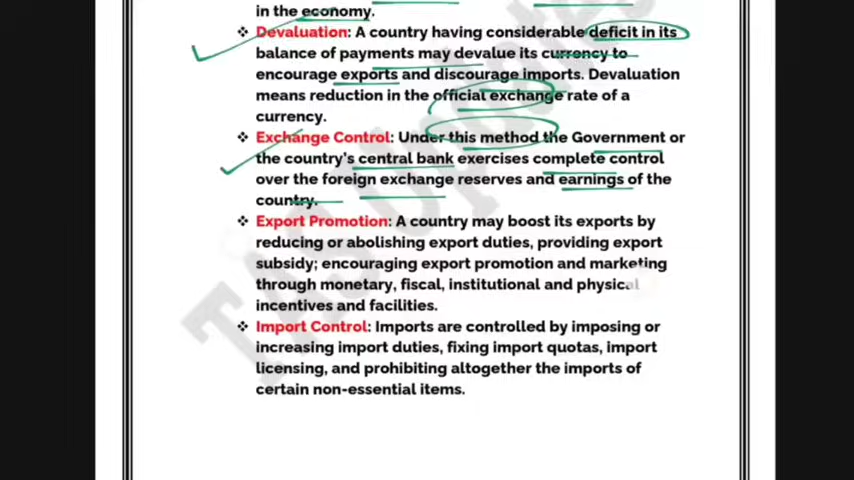 in the economy.
❖ Devaluation: A country having considerable deficit in its
balance of payments may devalue its currency to
encourage exports and discourage imports. Devaluation
means reduction in the official exchange rate of a
currency.
❖ Exchange Control: Under this method the Government or
the country's central bank exercises complete control
over the foreign exchange reserves and earnings of the
country.
❖ Export Promotion: A country may boost its exports by
reducing or abolishing export duties, providing export
subsidy; encouraging export promotion and marketing
through monetary, fiscal, institutional and physical
incentives and facilities.
❖ Import Control: Imports are controlled by imposing or
increasing import duties, fixing import quotas, import
licensing, and prohibiting altogether the imports of
certain non-essential items.